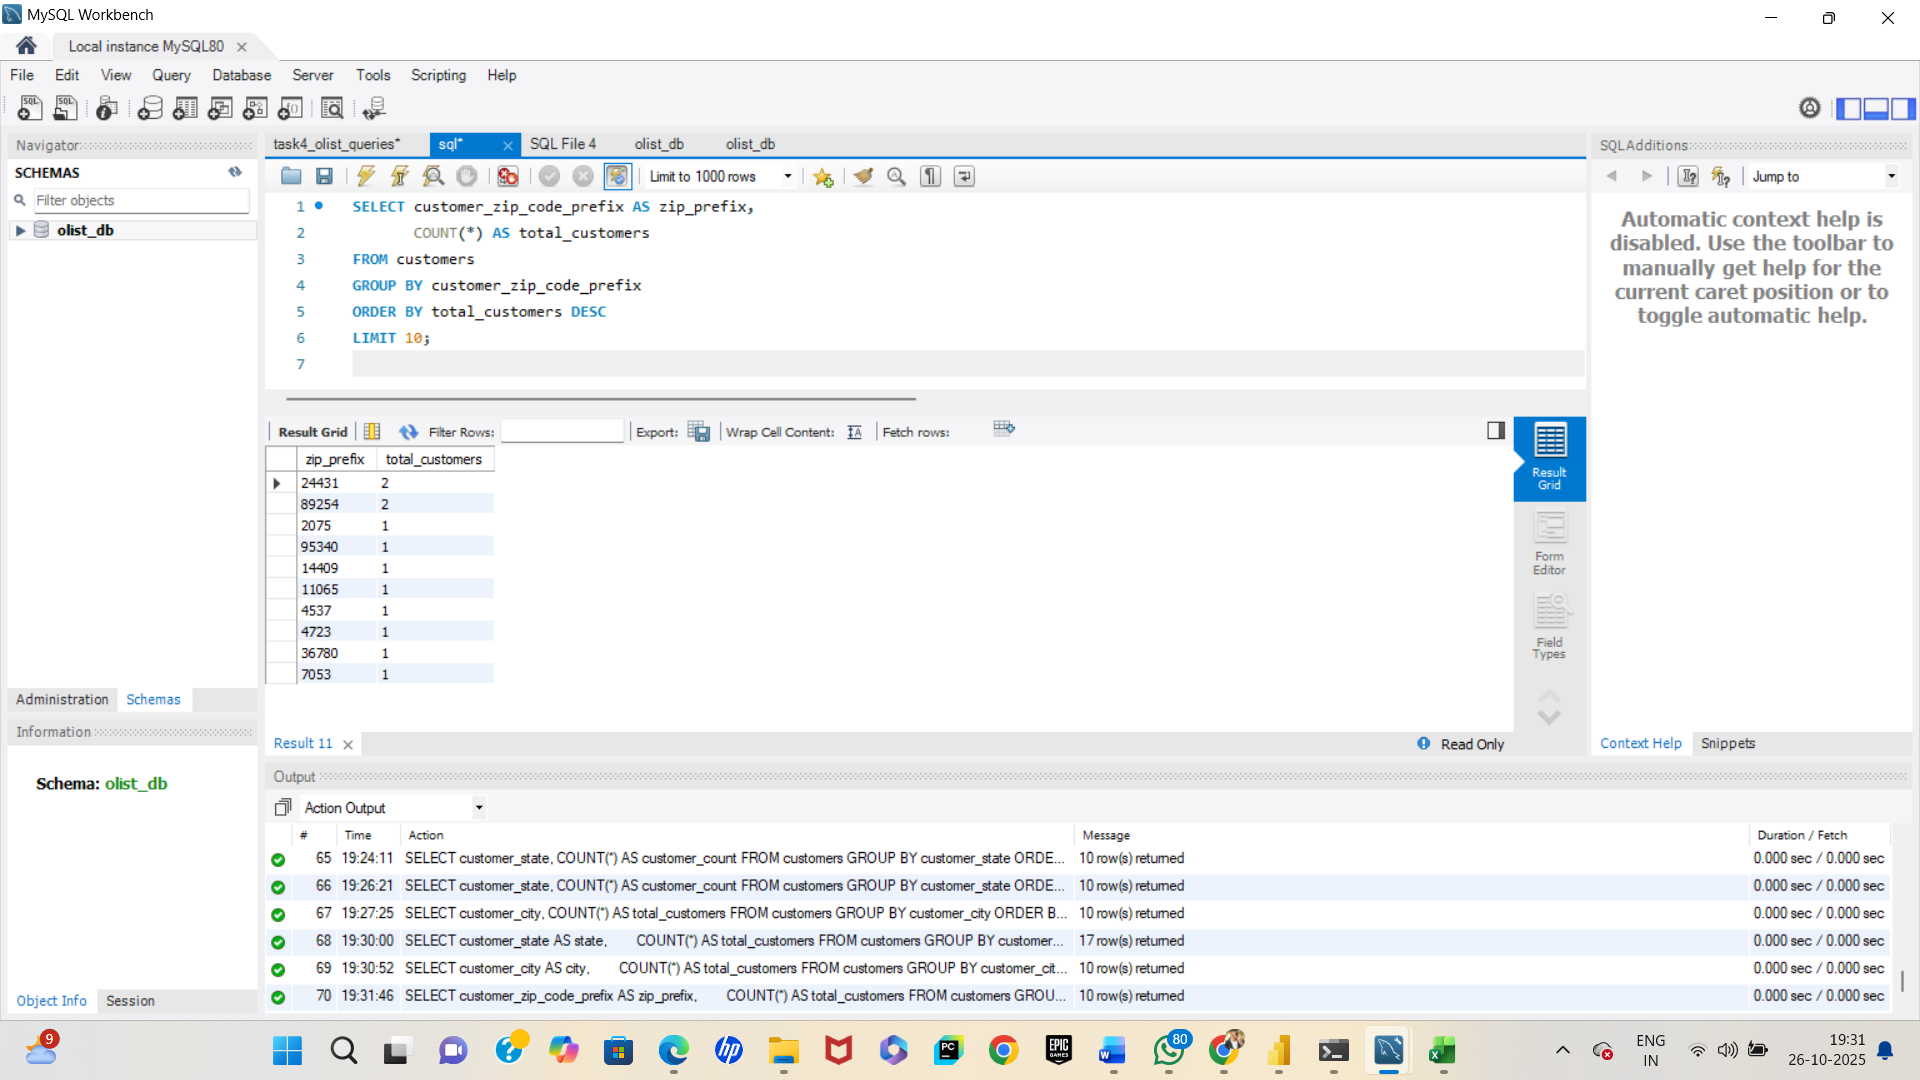 MySQL Workbench
Local instance MySQL80
File Edit View Query Database Server Tools Scripting Help
Navigator
SCHEMAS
Filter objects
olist_db
Administration Schemas
Information
Schema: olist_db
Object Info Session
task4_olist_queries* sql* SQL File 4 olist_db olist_db
Limit to 1000 rows
1 SELECT customer_zip_code_prefix AS zip_prefix,
2 COUNT(*) AS total_customers
3 FROM customers
4 GROUP BY customer_zip_code_prefix
5 ORDER BY total_customers DESC
6 LIMIT 10;
7
Result Grid Filter Rows: Export: Wrap Cell Content: Fetch rows:
zip_prefix total_customers
24431 2
89254 2
2075 1
95340 1
14409 1
11065 1
4537 1
4723 1
36780 1
7053 1
Result Grid
Form Editor
Field Types
Result 11 Read Only
SQLAdditions
Jump to
Automatic context help is
disabled. Use the toolbar to
manually get help for the
current caret position or to
toggle automatic help.
Context Help Snippets
Output
Action Output
# Time Action Message Duration / Fetch
65 19:24:11 SELECT customer_state, COUNT(*) AS customer_count FROM customers GROUP BY customer_state ORDE... 10 row(s) returned 0.000 sec / 0.000 sec
66 19:26:21 SELECT customer_state, COUNT(*) AS customer_count FROM customers GROUP BY customer_state ORDE... 10 row(s) returned 0.000 sec / 0.000 sec
67 19:27:25 SELECT customer_city, COUNT(*) AS total_customers FROM customers GROUP BY customer_city ORDER B... 10 row(s) returned 0.000 sec / 0.000 sec
68 19:30:00 SELECT customer_state AS state, COUNT(*) AS total_customers FROM customers GROUP BY customer... 17 row(s) returned 0.000 sec / 0.000 sec
69 19:30:52 SELECT customer_city AS city, COUNT(*) AS total_customers FROM customers GROUP BY customer_cit... 10 row(s) returned 0.000 sec / 0.000 sec
70 19:31:46 SELECT customer_zip_code_prefix AS zip_prefix, COUNT(*) AS total_customers FROM customers GROU... 10 row(s) returned 0.000 sec / 0.000 sec
9
80
ENG
IN
19:31
26-10-2025